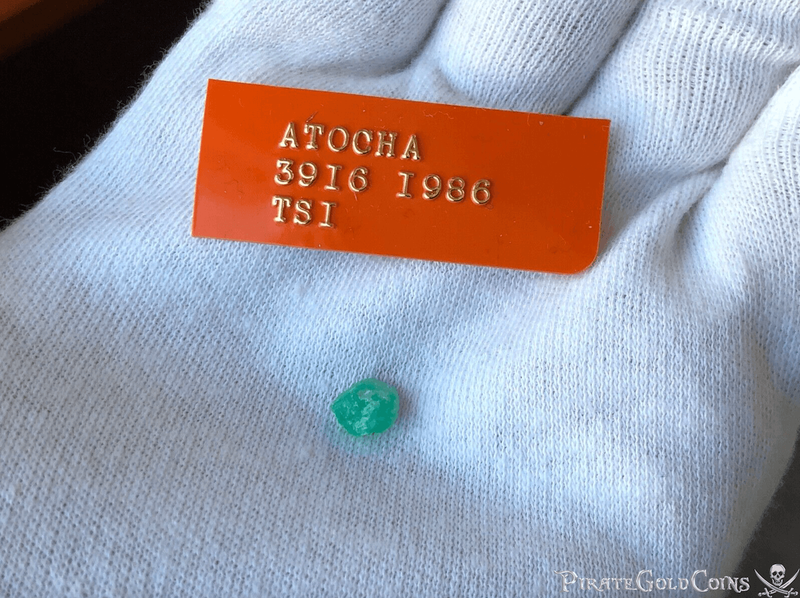 ATOCHA
3916 1986
TSI
PirateGoldCoins